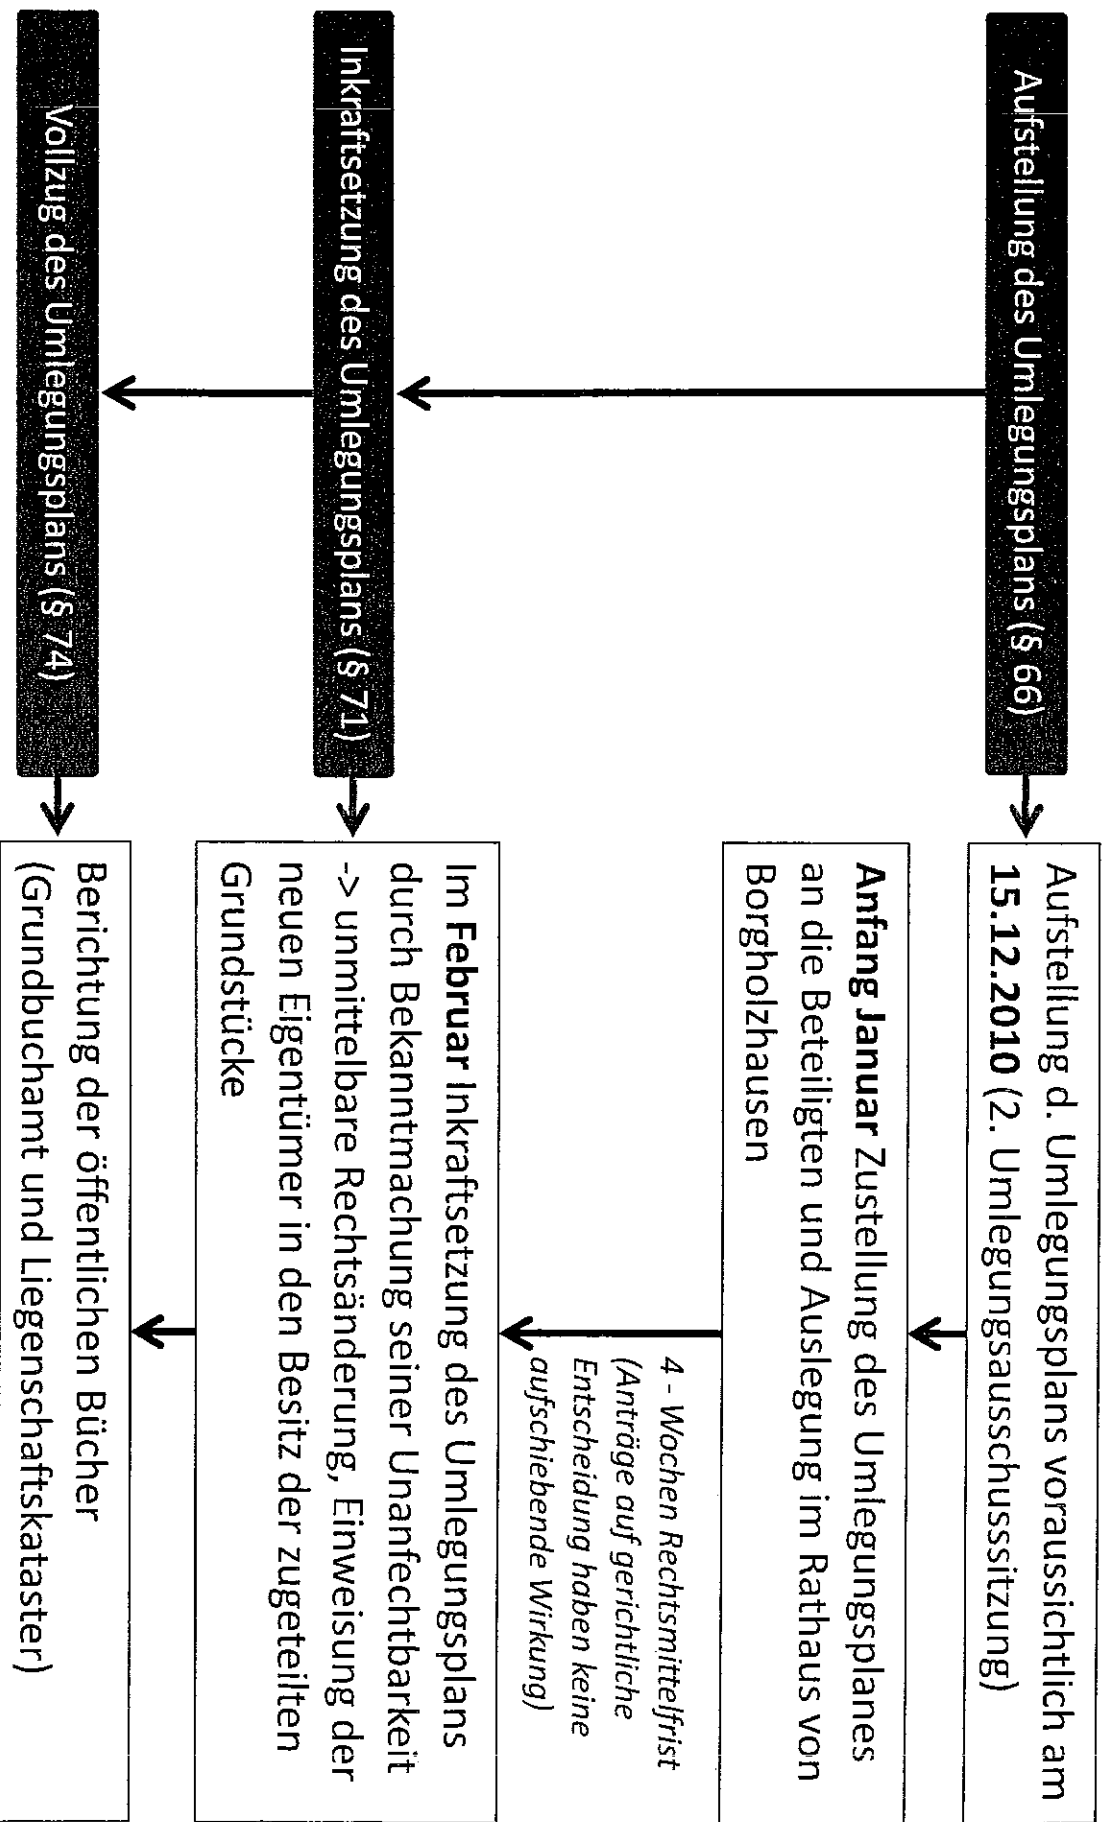 Aufstellung des Umlegungsplans (§ 66)
Aufstellung d. Umlegungsplans voraussichtlich am
15.12.2010 (2. Umlegungsausschusssitzung)
Anfang Januar Zustellung des Umlegungsplanes
an die Beteiligten und Auslegung im Rathaus von
Borgholzhausen
4 - Wochen Rechtsmittelfrist
(Anträge auf gerichtliche
Entscheidung haben keine
aufschiebende Wirkung)
Inkraftsetzung des Umlegungsplans (§ 71)
Im Februar Inkraftsetzung des Umlegungsplans
durch Bekanntmachung seiner Unanfechtbarkeit
-> unmittelbare Rechtsänderung, Einweisung der
neuen Eigentümer in den Besitz der zugeteilten
Grundstücke
Vollzug des Umlegungsplans (§ 74)
Berichtung der öffentlichen Bücher
(Grundbuchamt und Liegenschaftskataster)